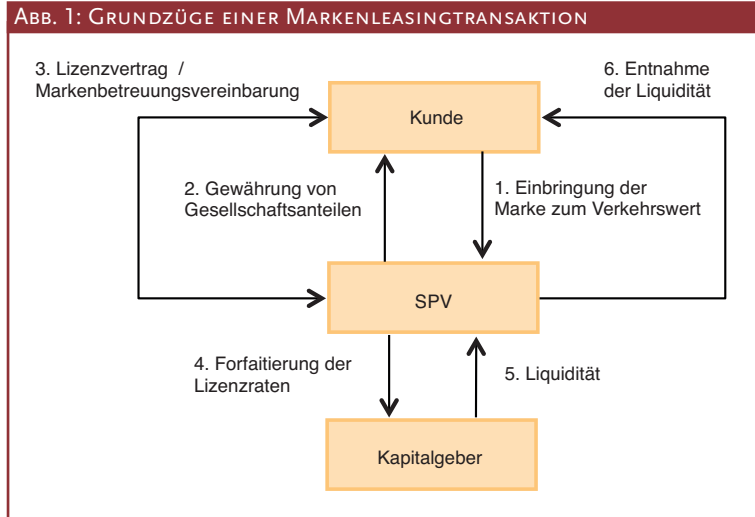 Abb. 1: Grundzüge einer Markenleasingtransaktion
3. Lizenzvertrag /
Markenbetreuungsvereinbarung
6. Entnahme
der Liquidität
Kunde
2. Gewährung von
Gesellschaftsanteilen
1. Einbringung der
Marke zum Verkehrswert
SPV
4. Forfaitierung der
Lizenzraten
5. Liquidität
Kapitalgeber